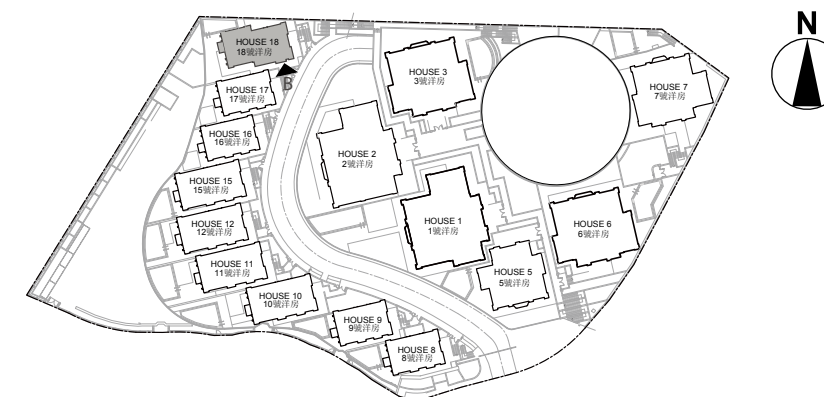 N
HOUSE 18
18號洋房
B
HOUSE 3
3號洋房
HOUSE 7
7號洋房
HOUSE 17
17號洋房
HOUSE 16
16號洋房
HOUSE 2
2號洋房
HOUSE 15
15號洋房
HOUSE 12
12號洋房
HOUSE 1
1號洋房
HOUSE 6
6號洋房
HOUSE 11
11號洋房
HOUSE 5
5號洋房
HOUSE 10
10號洋房
HOUSE 9
9號洋房
HOUSE 8
8號洋房